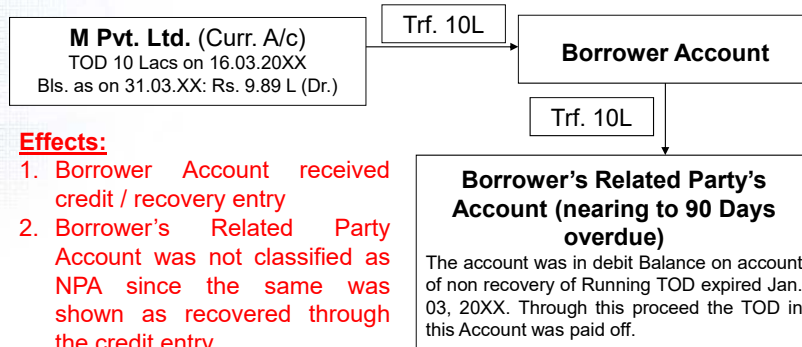 M Pvt. Ltd. (Curr. A/c)
TOD 10 Lacs on 16.03.20XX
Bls. as on 31.03.XX: Rs. 9.89 L (Dr.)
Trf. 10L
Borrower Account
Trf. 10L
Effects:
1. Borrower Account received
credit / recovery entry
2. Borrower's Related Party
Account was not classified as
NPA since the same was
shown as recovered through
the credit entry
Borrower's Related Party's
Account (nearing to 90 Days
overdue)
The account was in debit Balance on account
of non recovery of Running TOD expired Jan.
03, 20XX. Through this proceed the TOD in
this Account was paid off.